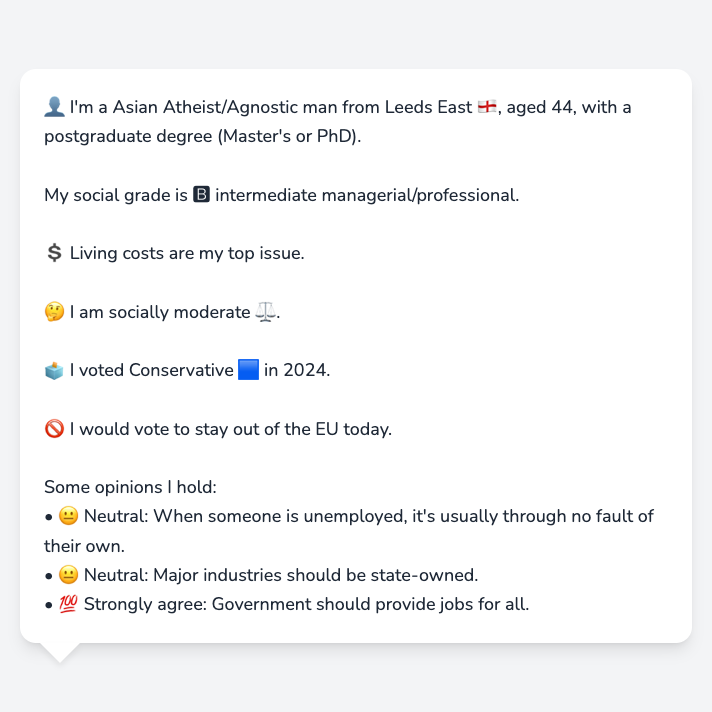 👤 I'm a Asian Atheist/Agnostic man from Leeds East 🏴󠁧󠁢󠁥󠁮󠁧󠁿, aged 44, with a
postgraduate degree (Master's or PhD).
My social grade is 🅱 intermediate managerial/professional.
💲 Living costs are my top issue.
🤔 I am socially moderate ⚖️.
🗳️ I voted Conservative 🟦 in 2024.
🚫 I would vote to stay out of the EU today.
Some opinions I hold:
• 😐 Neutral: When someone is unemployed, it's usually through no fault of
their own.
• 😐 Neutral: Major industries should be state-owned.
• 💯 Strongly agree: Government should provide jobs for all.